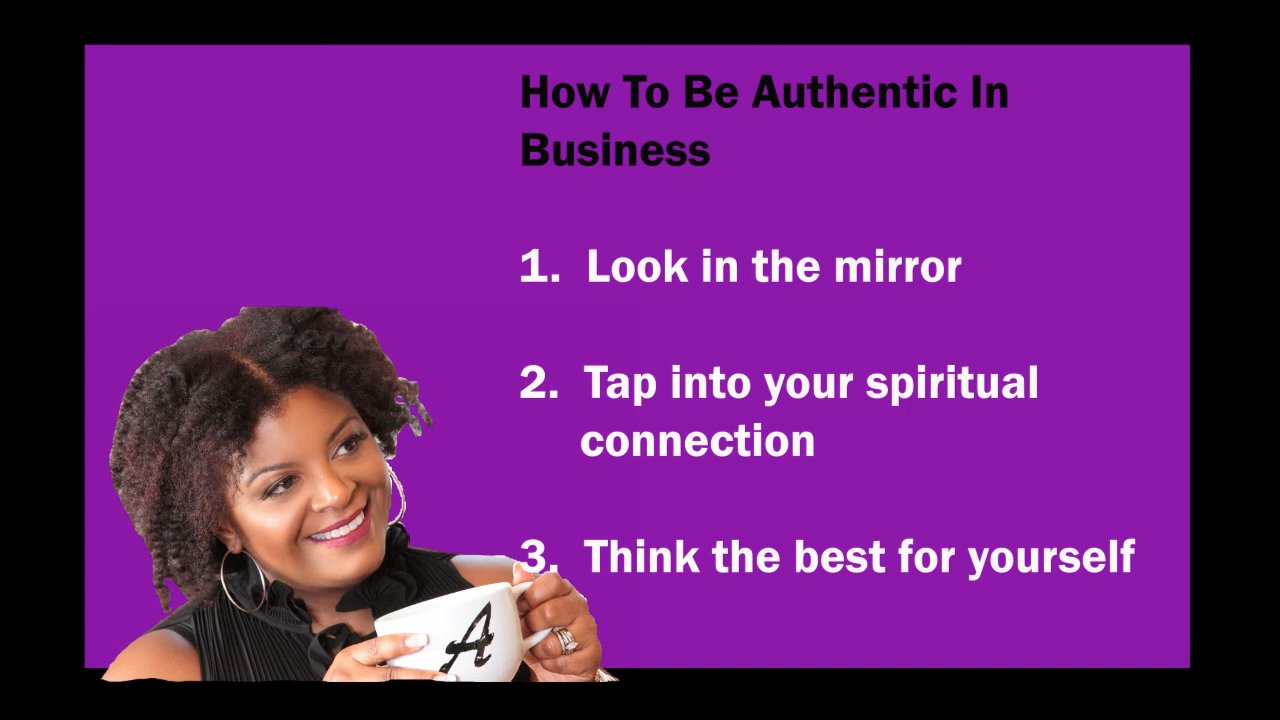 How To Be Authentic In
Business
1. Look in the mirror
2. Tap into your spiritual
connection
3. Think the best for yourself
A